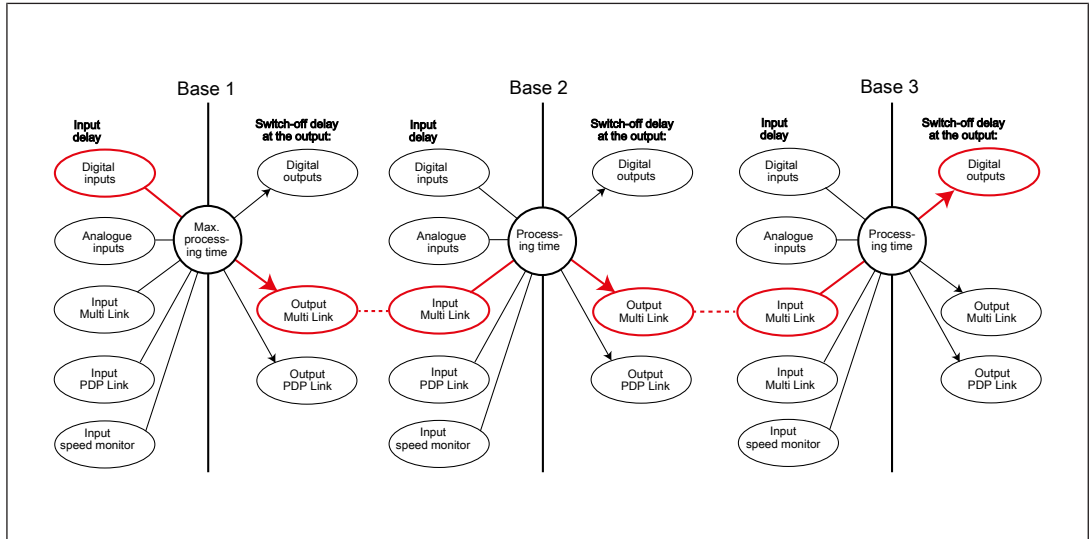 Base 1
Input
delay
Switch-off delay
at the output:
Digital
inputs
Digital
outputs
Max.
process-
ing time
Analogue
inputs
Input
Multi Link
Output
Multi Link
Input
PDP Link
Output
PDP Link
Input
speed monitor
Base 2
Input
delay
Switch-off delay
at the output:
Digital
inputs
Digital
outputs
Process-
ing time
Analogue
inputs
Input
Multi Link
Output
Multi Link
Input
PDP Link
Output
PDP Link
Input
speed monitor
Base 3
Input
delay
Switch-off delay
at the output:
Digital
inputs
Digital
outputs
Process-
ing time
Analogue
inputs
Input
Multi Link
Output
Multi Link
Input
Multi Link
Output
PDP Link
Input
speed monitor